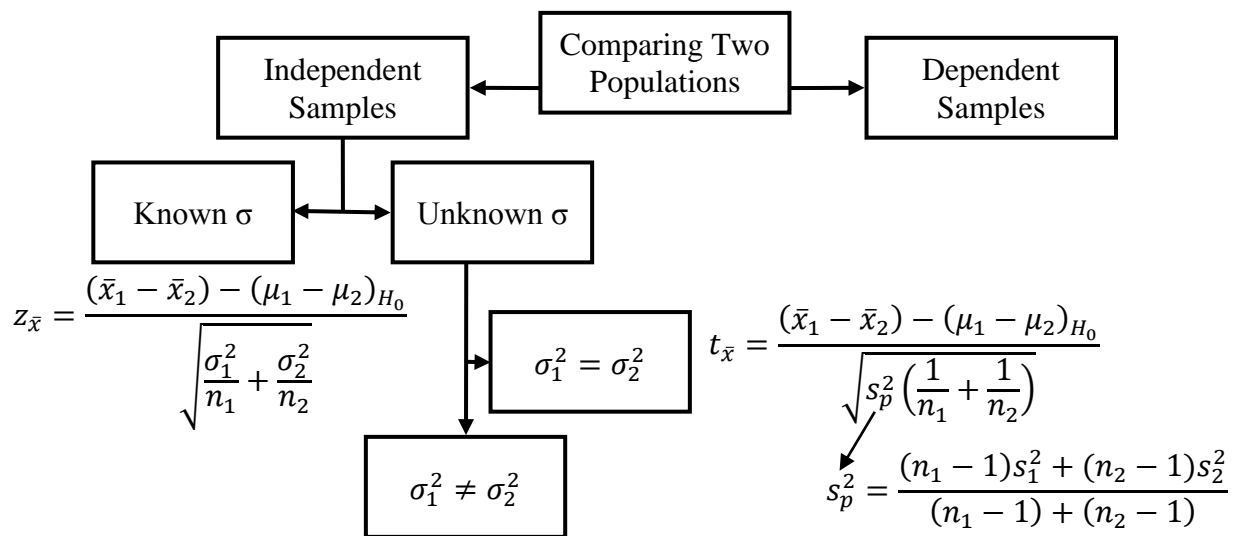 Comparing Two
Populations
Independent
Samples
Dependent
Samples
Known σ
Unknown σ
z_x̄ = ((x̄₁ − x̄₂) − (μ₁ − μ₂)_H₀) / √(σ₁²/n₁ + σ₂²/n₂)
σ₁² = σ₂²
t_x̄ = ((x̄₁ − x̄₂) − (μ₁ − μ₂)_H₀) / √(s_p² (1/n₁ + 1/n₂))
σ₁² ≠ σ₂²
s_p² = ((n₁ − 1)s₁² + (n₂ − 1)s₂²) / ((n₁ − 1) + (n₂ − 1))